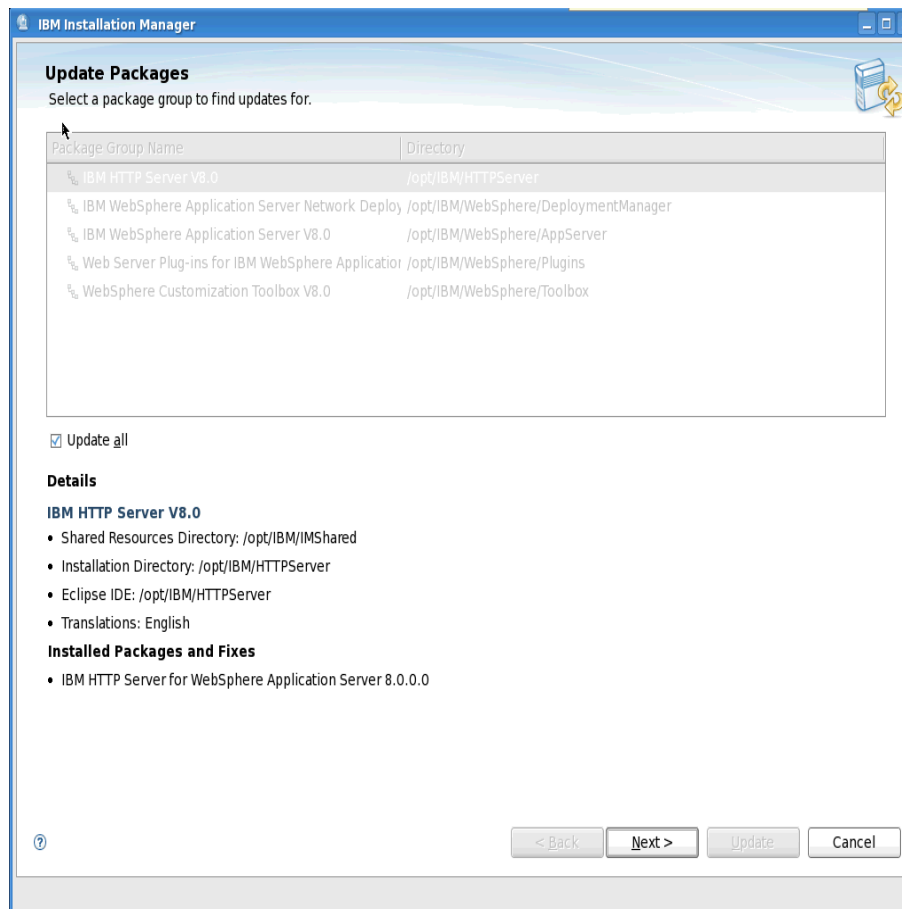 IBM Installation Manager
Update Packages
Select a package group to find updates for.
Package Group Name Directory
IBM HTTP Server V8.0 /opt/IBM/HTTPServer
IBM WebSphere Application Server Network Deploy /opt/IBM/WebSphere/DeploymentManager
IBM WebSphere Application Server V8.0 /opt/IBM/WebSphere/AppServer
Web Server Plug-ins for IBM WebSphere Application /opt/IBM/WebSphere/Plugins
WebSphere Customization Toolbox V8.0 /opt/IBM/WebSphere/Toolbox
Update all
Details
IBM HTTP Server V8.0
• Shared Resources Directory: /opt/IBM/IMShared
• Installation Directory: /opt/IBM/HTTPServer
• Eclipse IDE: /opt/IBM/HTTPServer
• Translations: English
Installed Packages and Fixes
• IBM HTTP Server for WebSphere Application Server 8.0.0.0
? < Back Next > Update Cancel